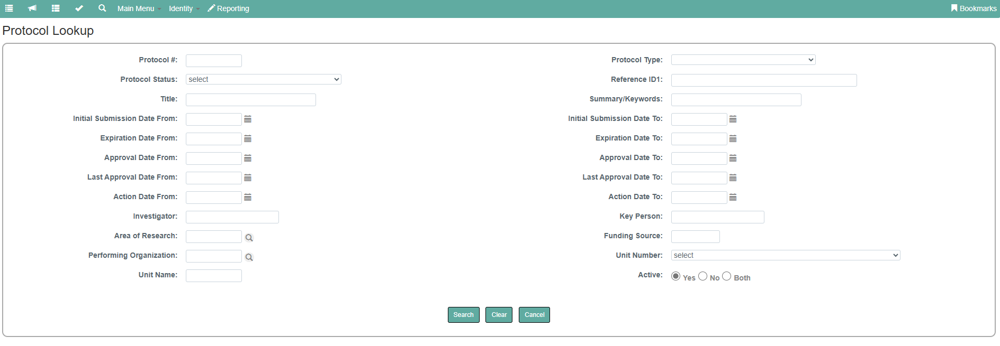 Main Menu Identity Reporting Bookmarks
Protocol Lookup
Protocol #: Protocol Type:
Protocol Status: select Reference ID1:
Title: Summary/Keywords:
Initial Submission Date From: Initial Submission Date To:
Expiration Date From: Expiration Date To:
Approval Date From: Approval Date To:
Last Approval Date From: Last Approval Date To:
Action Date From: Action Date To:
Investigator: Key Person:
Area of Research: Funding Source:
Performing Organization: Unit Number: select
Unit Name: Active: Yes No Both
Search Clear Cancel